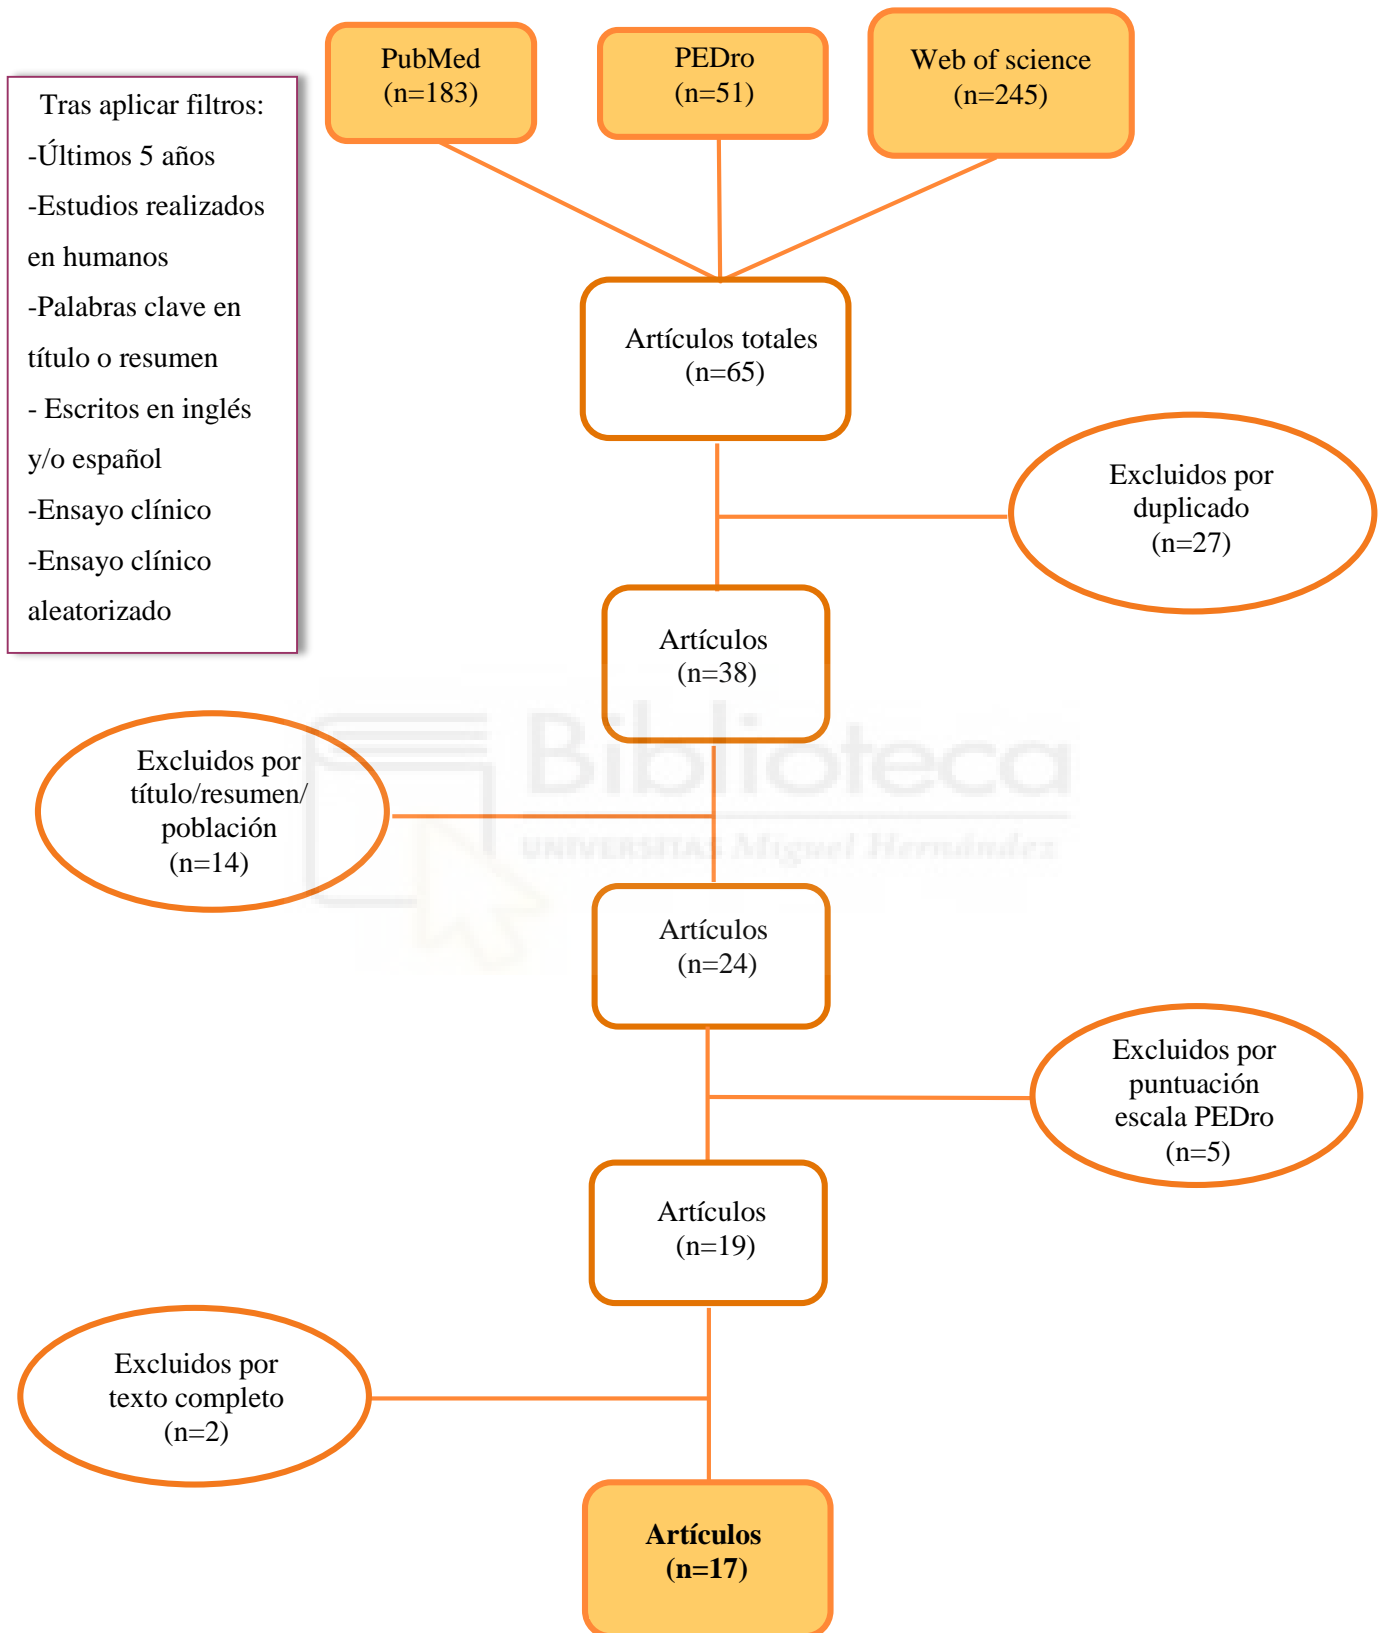 PubMed
(n=183)
PEDro
(n=51)
Web of science
(n=245)
Tras aplicar filtros:
-Últimos 5 años
-Estudios realizados
en humanos
-Palabras clave en
título o resumen
- Escritos en inglés
y/o español
-Ensayo clínico
-Ensayo clínico
aleatorizado
Artículos totales
(n=65)
Excluidos por
duplicado
(n=27)
Artículos
(n=38)
Biblioteca
UNIVERSITAS Miguel Hernández
Excluidos por
título/resumen/
población
(n=14)
Artículos
(n=24)
Excluidos por
puntuación
escala PEDro
(n=5)
Artículos
(n=19)
Excluidos por
texto completo
(n=2)
Artículos
(n=17)